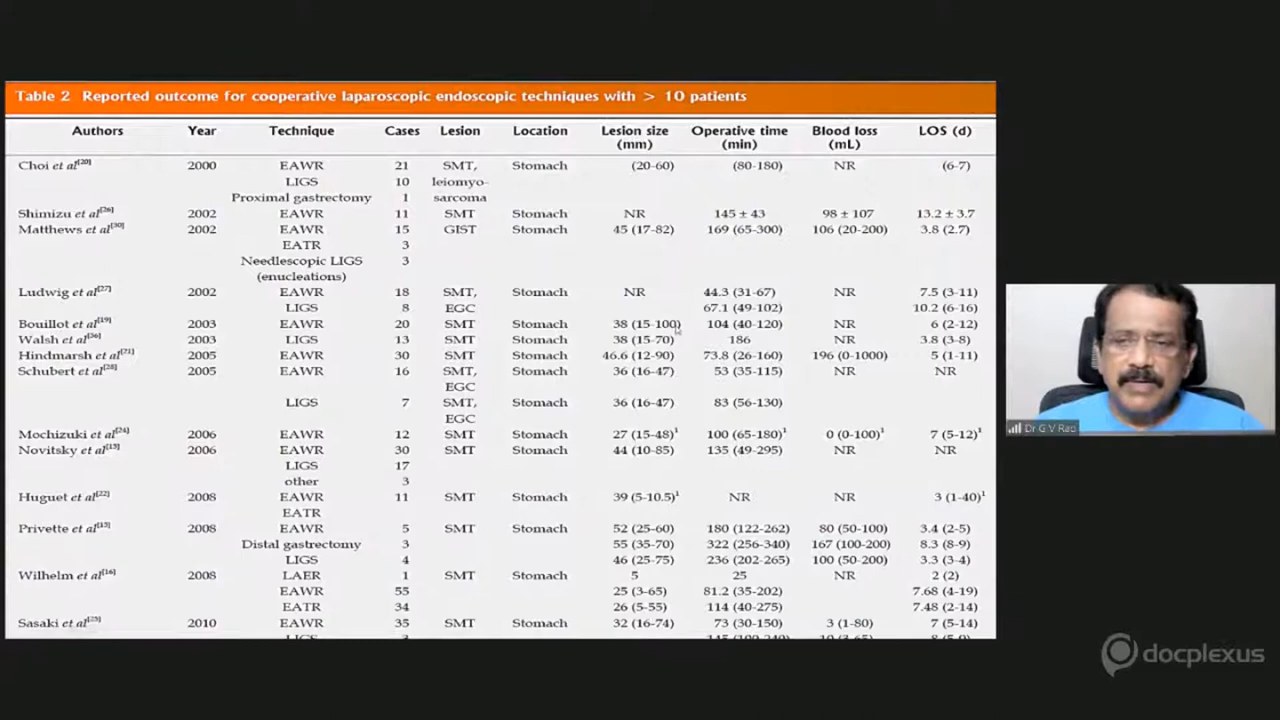 Table 2 Reported outcome for cooperative laparoscopic endoscopic techniques with > 10 patients
Authors Year Technique Cases Lesion Location Lesion size (mm) Operative time (min) Blood loss (mL) LOS (d)
Choi et al[20] 2000 EAWR 21 SMT, Stomach (20-60) (80-180) NR (6-7)
LIGS 10 leiomyo-
Proximal gastrectomy 1 sarcoma
Shimizu et al[26] 2002 EAWR 11 SMT Stomach NR 145 ± 43 98 ± 107 13.2 ± 3.7
Matthews et al[30] 2002 EAWR 15 GIST Stomach 45 (17-82) 169 (65-300) 106 (20-200) 3.8 (2.7)
EATR 3
Needlescopic LIGS 3
(enucleations)
Ludwig et al[27] 2002 EAWR 18 SMT, Stomach NR 44.3 (31-67) NR 7.5 (3-11)
LIGS 8 EGC 67.1 (49-102) 10.2 (6-16)
Bouillot et al[19] 2003 EAWR 20 SMT Stomach 38 (15-100) 104 (40-120) NR 6 (2-12)
Walsh et al[36] 2003 LIGS 13 SMT Stomach 38 (15-70) 186 NR 3.8 (3-8)
Hindmarsh et al[21] 2005 EAWR 30 SMT Stomach 46.6 (12-90) 73.8 (26-160) 196 (0-1000) 5 (1-11)
Schubert et al[28] 2005 EAWR 16 SMT, Stomach 36 (16-47) 53 (35-115) NR NR
EGC
LIGS 7 SMT, Stomach 36 (16-47) 83 (56-130)
EGC
Mochizuki et al[24] 2006 EAWR 12 SMT Stomach 27 (15-48)1 100 (65-180)1 0 (0-100)1 7 (5-12)1
Novitsky et al 2006 EAWR 30 SMT Stomach 44 (10-85) 135 (49-295) NR NR
LIGS 17
other 3
Huguet et al[22] 2008 EAWR 11 SMT Stomach 39 (5-10.5)1 NR NR 3 (1-40)1
EATR
Privette et al 2008 EAWR 5 SMT Stomach 52 (25-60) 180 (122-262) 80 (50-100) 3.4 (2-5)
Distal gastrectomy 3 55 (35-70) 322 (256-340) 167 (100-200) 8.3 (8-9)
LIGS 4 46 (25-75) 236 (202-265) 100 (50-200) 3.3 (3-4)
Wilhelm et al[16] 2008 LAER 1 SMT Stomach 5 25 NR 2 (2)
EAWR 55 25 (3-65) 81.2 (35-202) 7.68 (4-19)
EATR 34 26 (5-55) 114 (40-275) 7.48 (2-14)
Sasaki et al[25] 2010 EAWR 35 SMT Stomach 32 (16-74) 73 (30-150) 3 (1-80) 7 (5-14)
Dr G V Rao
docplexus